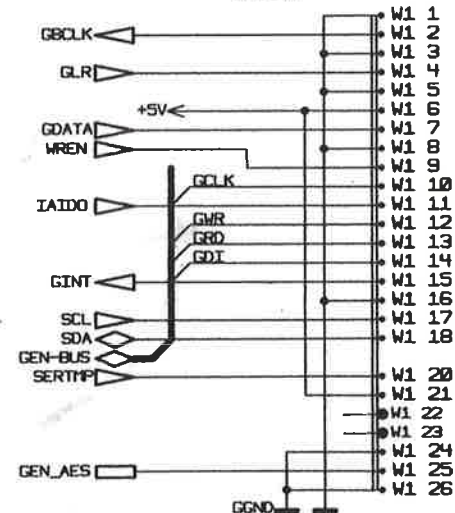 W1 1
GBCLK W1 2
W1 3
GLR W1 4
W1 5
+5V W1 6
GDATA W1 7
WREN W1 8
W1 9
GCLK W1 10
IAIDO W1 11
GWR W1 12
GRD W1 13
GDI W1 14
GINT W1 15
W1 16
SCL W1 17
SDA W1 18
GEN-BUS
SERTMP W1 20
W1 21
W1 22
W1 23
W1 24
GEN_AES W1 25
W1 26
GGND